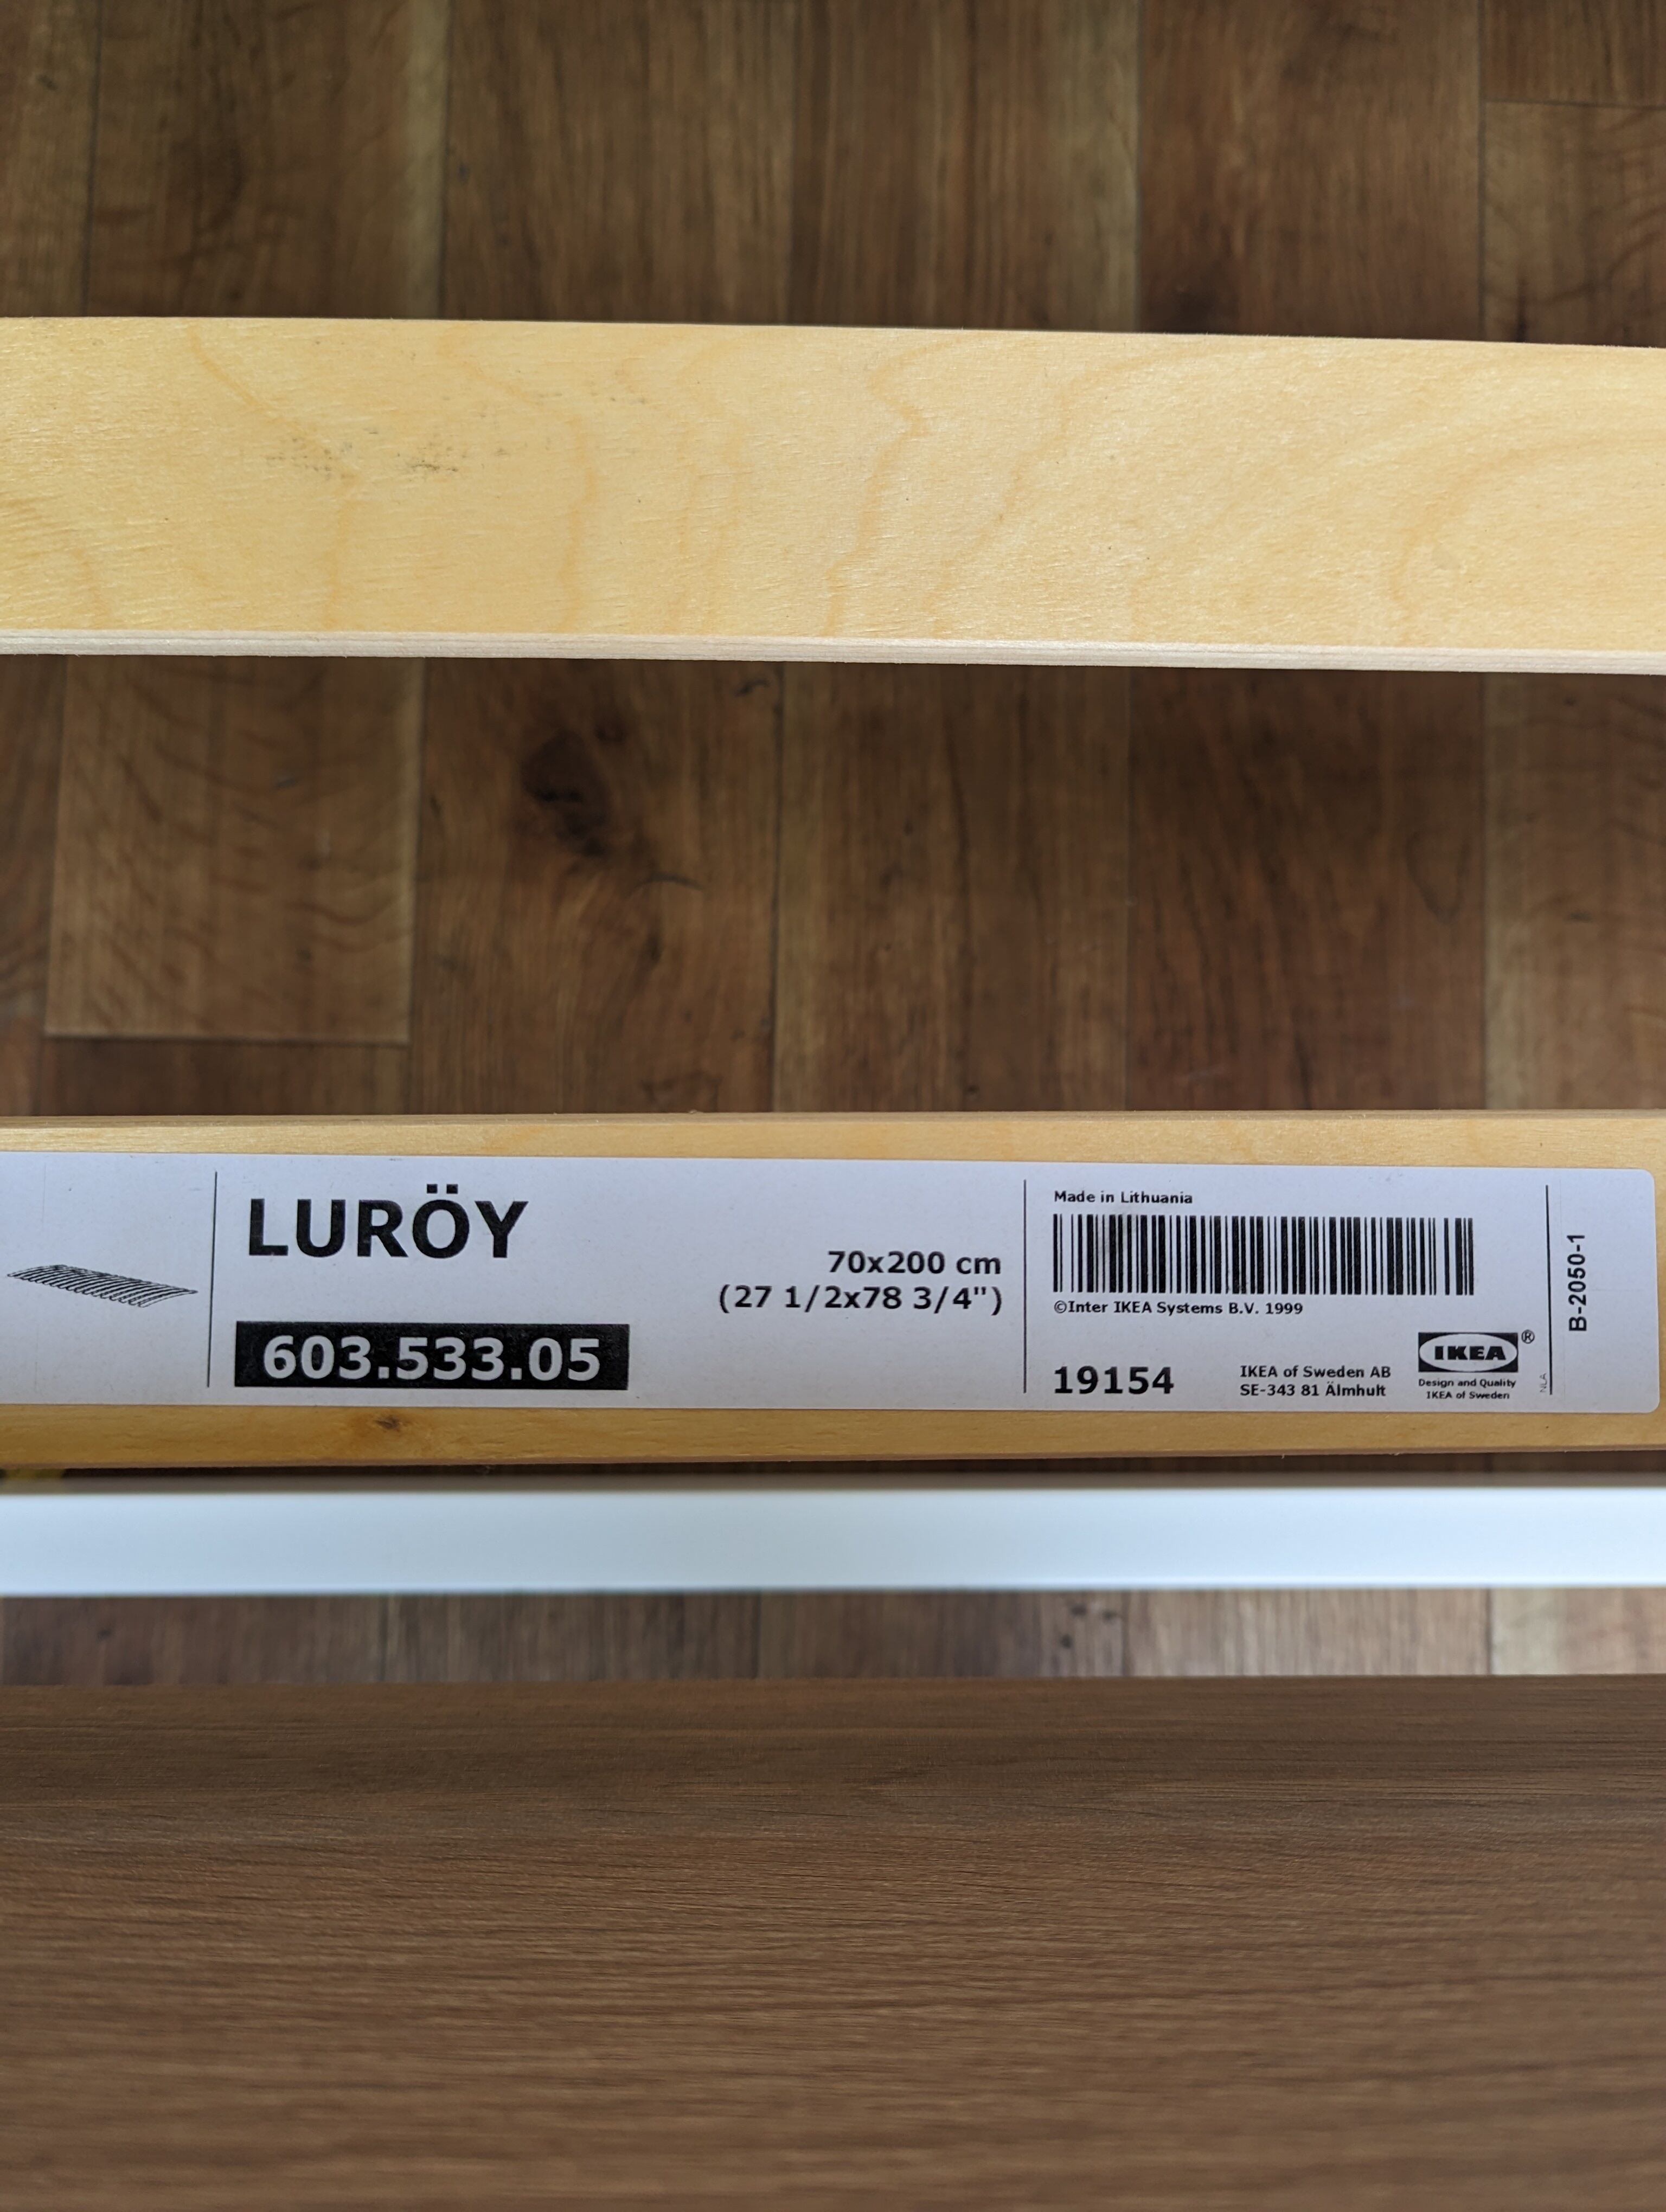 LURÖY
603.533.05
70x200 cm
(27 1/2x78 3/4")
Made in Lithuania
©Inter IKEA Systems B.V. 1999
19154
IKEA of Sweden AB
SE-343 81 Älmhult
IKEA®
Design and Quality
IKEA of Sweden
NLA
B-2050-1